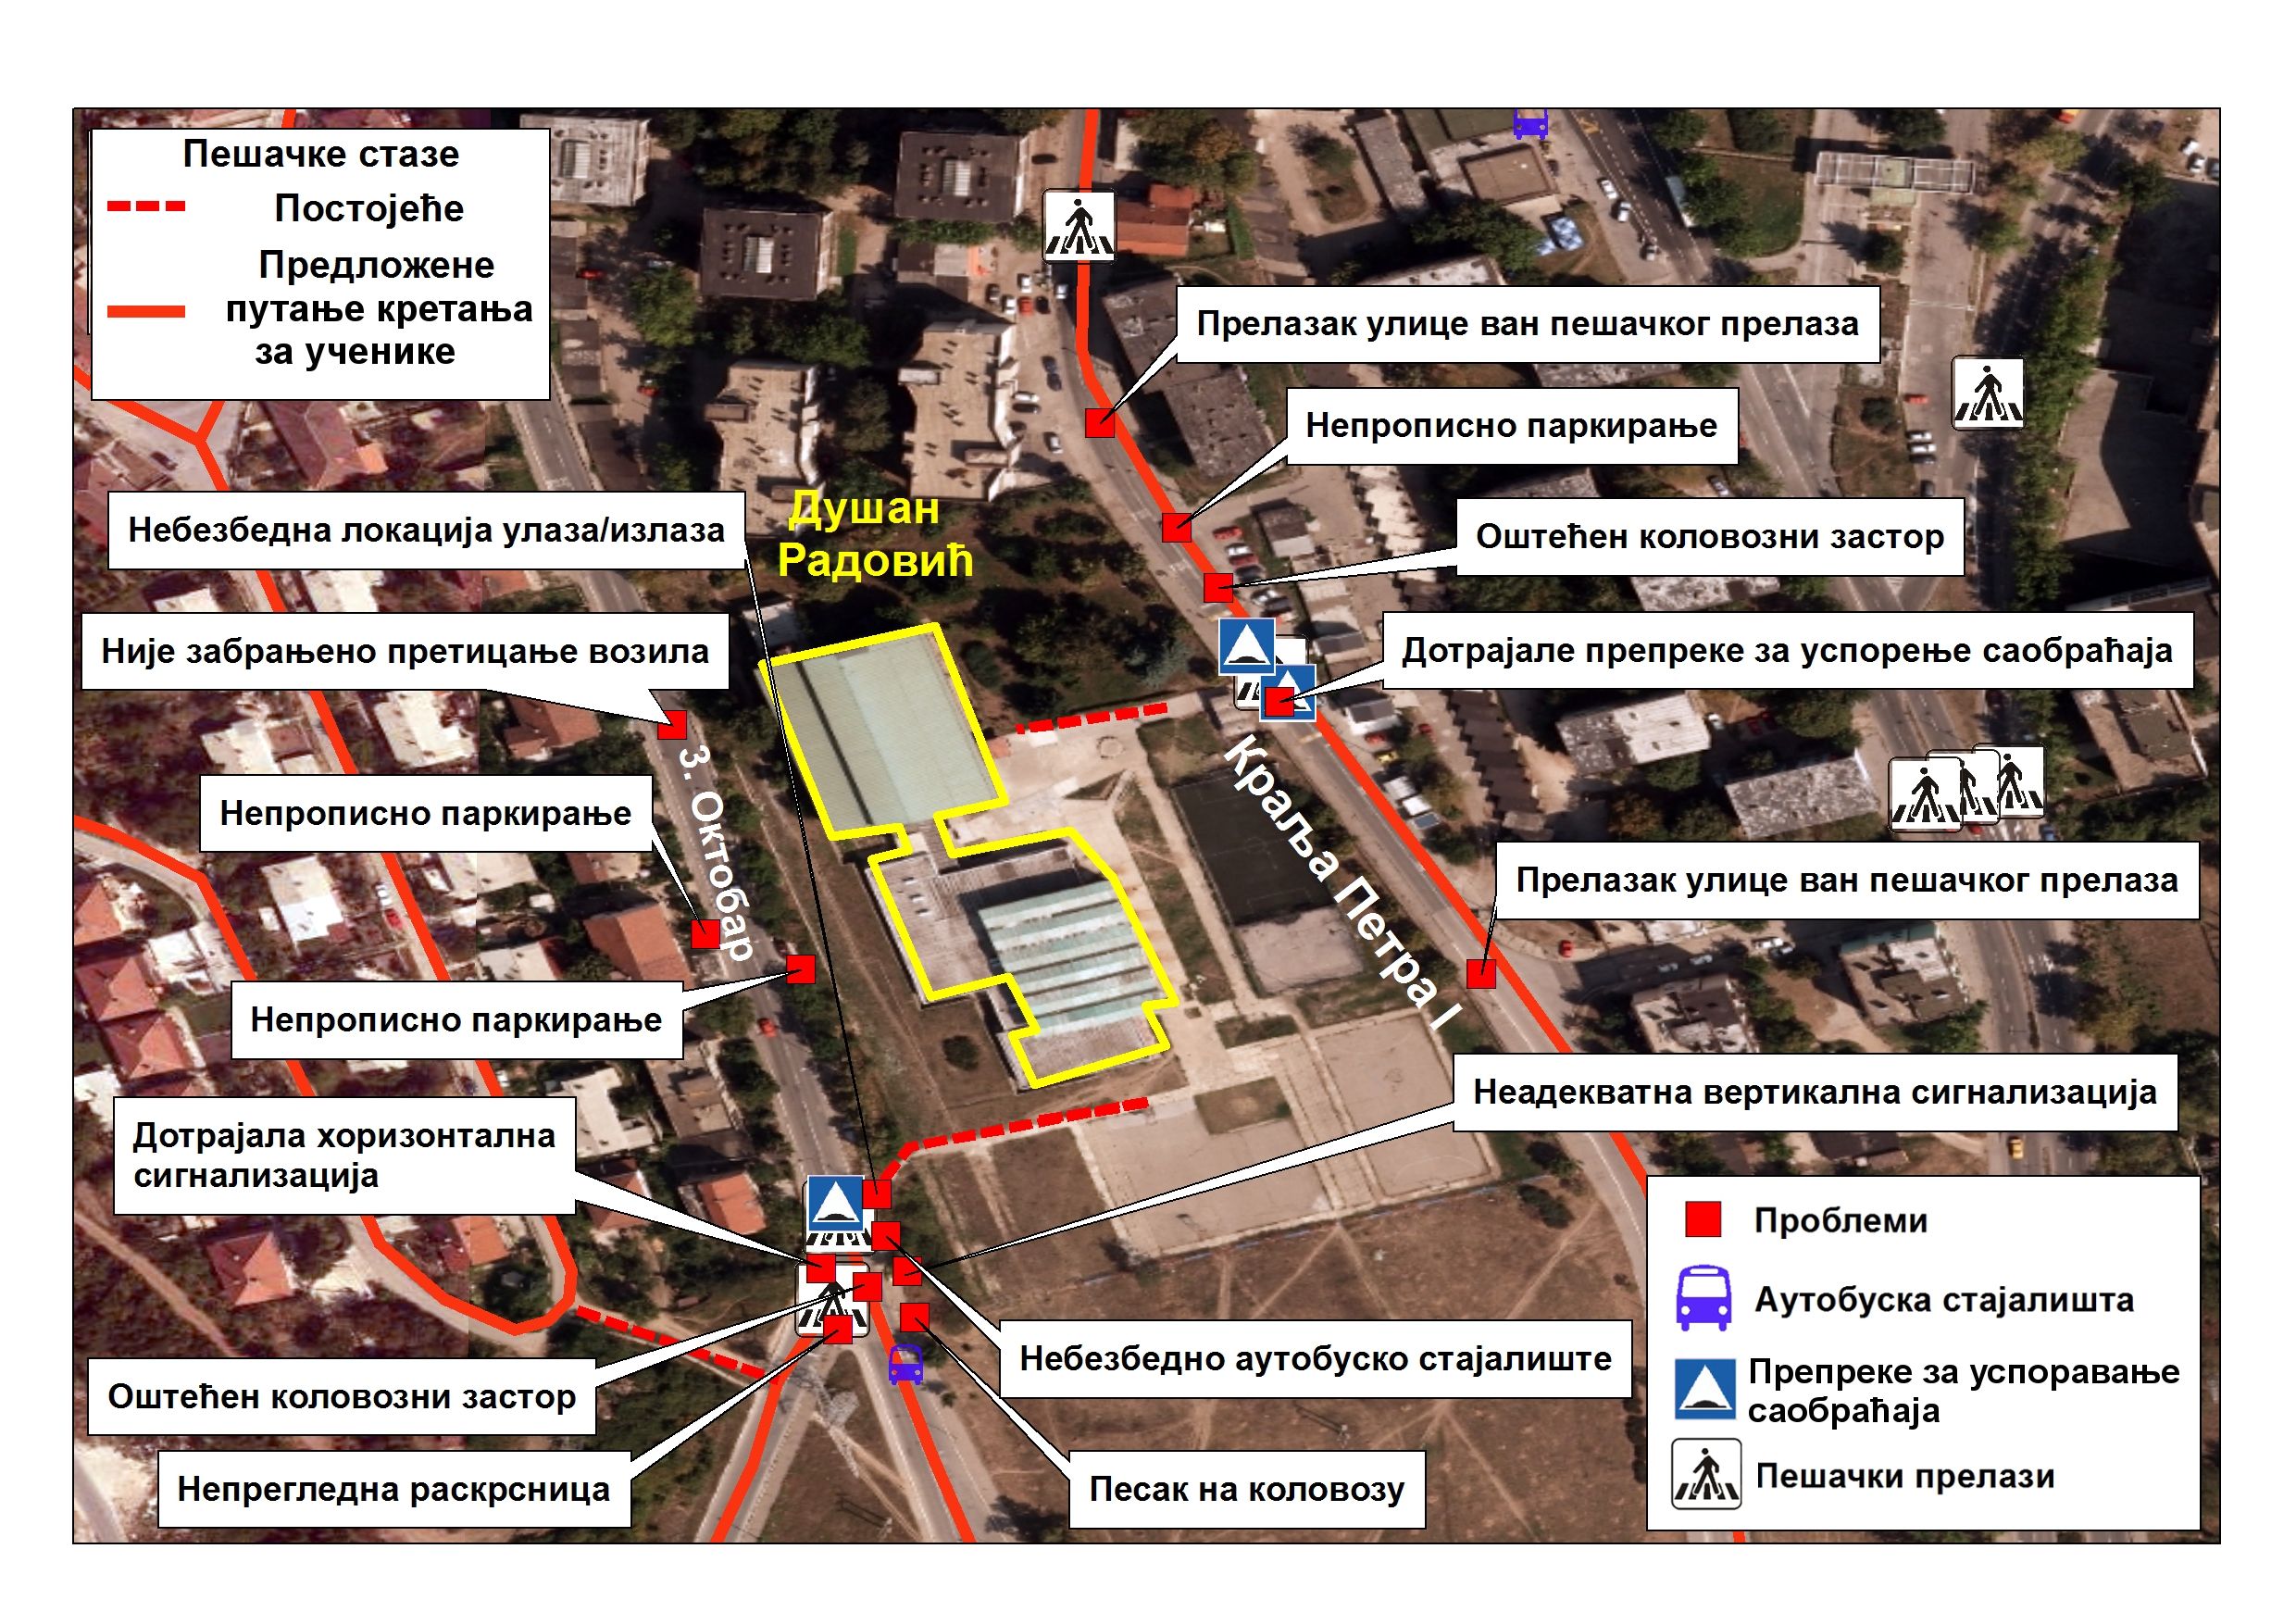 Пешачке стазе
Постојеће
Предложене
путање кретања
за ученике
Прелазак улице ван пешачког прелаза
Непрописно паркирање
Небезбедна локација улаза/излаза
Душан
Радовић
Оштећен коловозни застор
Није забрањено претицање возила
Дотрајале препреке за успорење саобраћаја
3. Октобар
Краља Петра I
Непрописно паркирање
Прелазак улице ван пешачког прелаза
Непрописно паркирање
Неадекватна вертикална сигнализација
Дотрајала хоризонтална
сигнализација
Оштећен коловозни застор
Небезбедно аутобуско стајалиште
Непрегледна раскрсница
Песак на коловозу
Проблеми
Аутобуска стајалишта
Препреке за успоравање
саобраћаја
Пешачки прелази